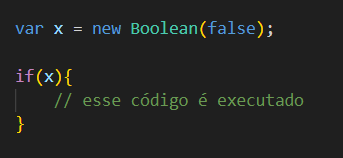 var x = new Boolean(false);
if(x){
// esse código é executado
}